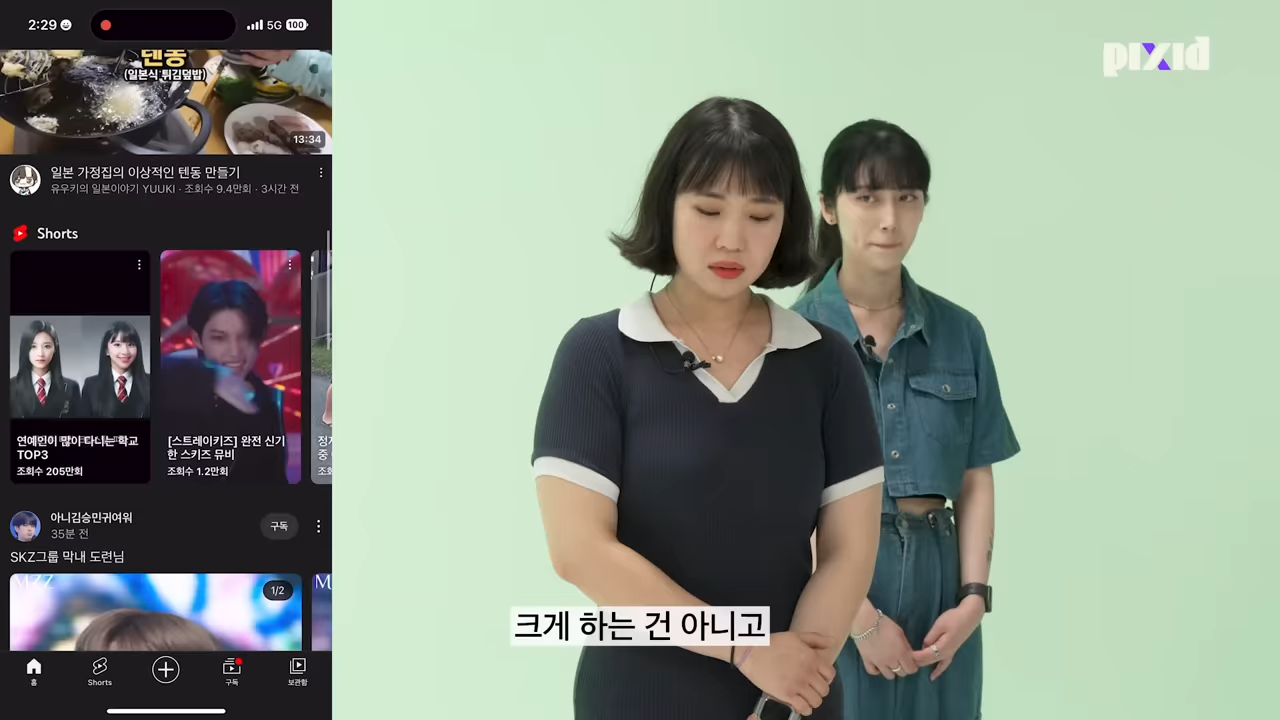 2:29
5G
100
텐동
(일본식 튀김덮밥)
13:34
일본 가정집의 이상적인 텐동 만들기
유우키의 일본이야기 YUUKI · 조회수 9.4만회 · 3시간 전
Shorts
연예인이 많이 다니는 학교
TOP3
조회수 205만회
[스트레이키즈] 완전 신기
한 스키즈 뮤비
조회수 1.2만회
아니김승민귀여워
35분 전
구독
SKZ그룹 막내 도련님
MZZ
1/2
홈
Shorts
구독
보관함
pixid
크게 하는 건 아니고